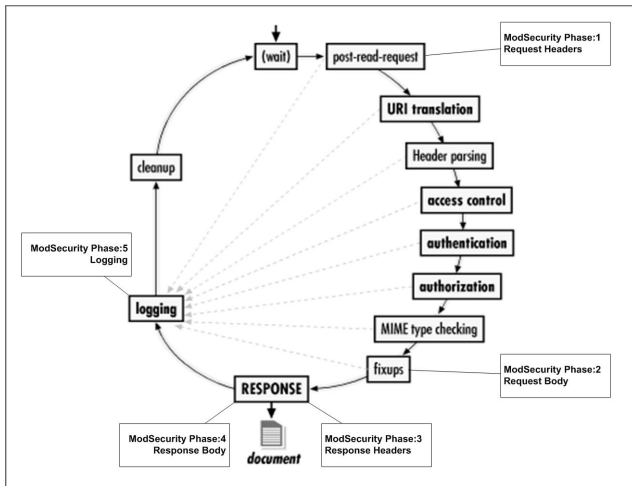 ModSecurity Phase:1
Request Headers
(wait)
post-read-request
URI translation
Header parsing
cleanup
access control
authentication
ModSecurity Phase:5
Logging
authorization
logging
MIME type checking
fixups
ModSecurity Phase:2
Request Body
RESPONSE
ModSecurity Phase:4
Response Body
document
ModSecurity Phase:3
Response Headers